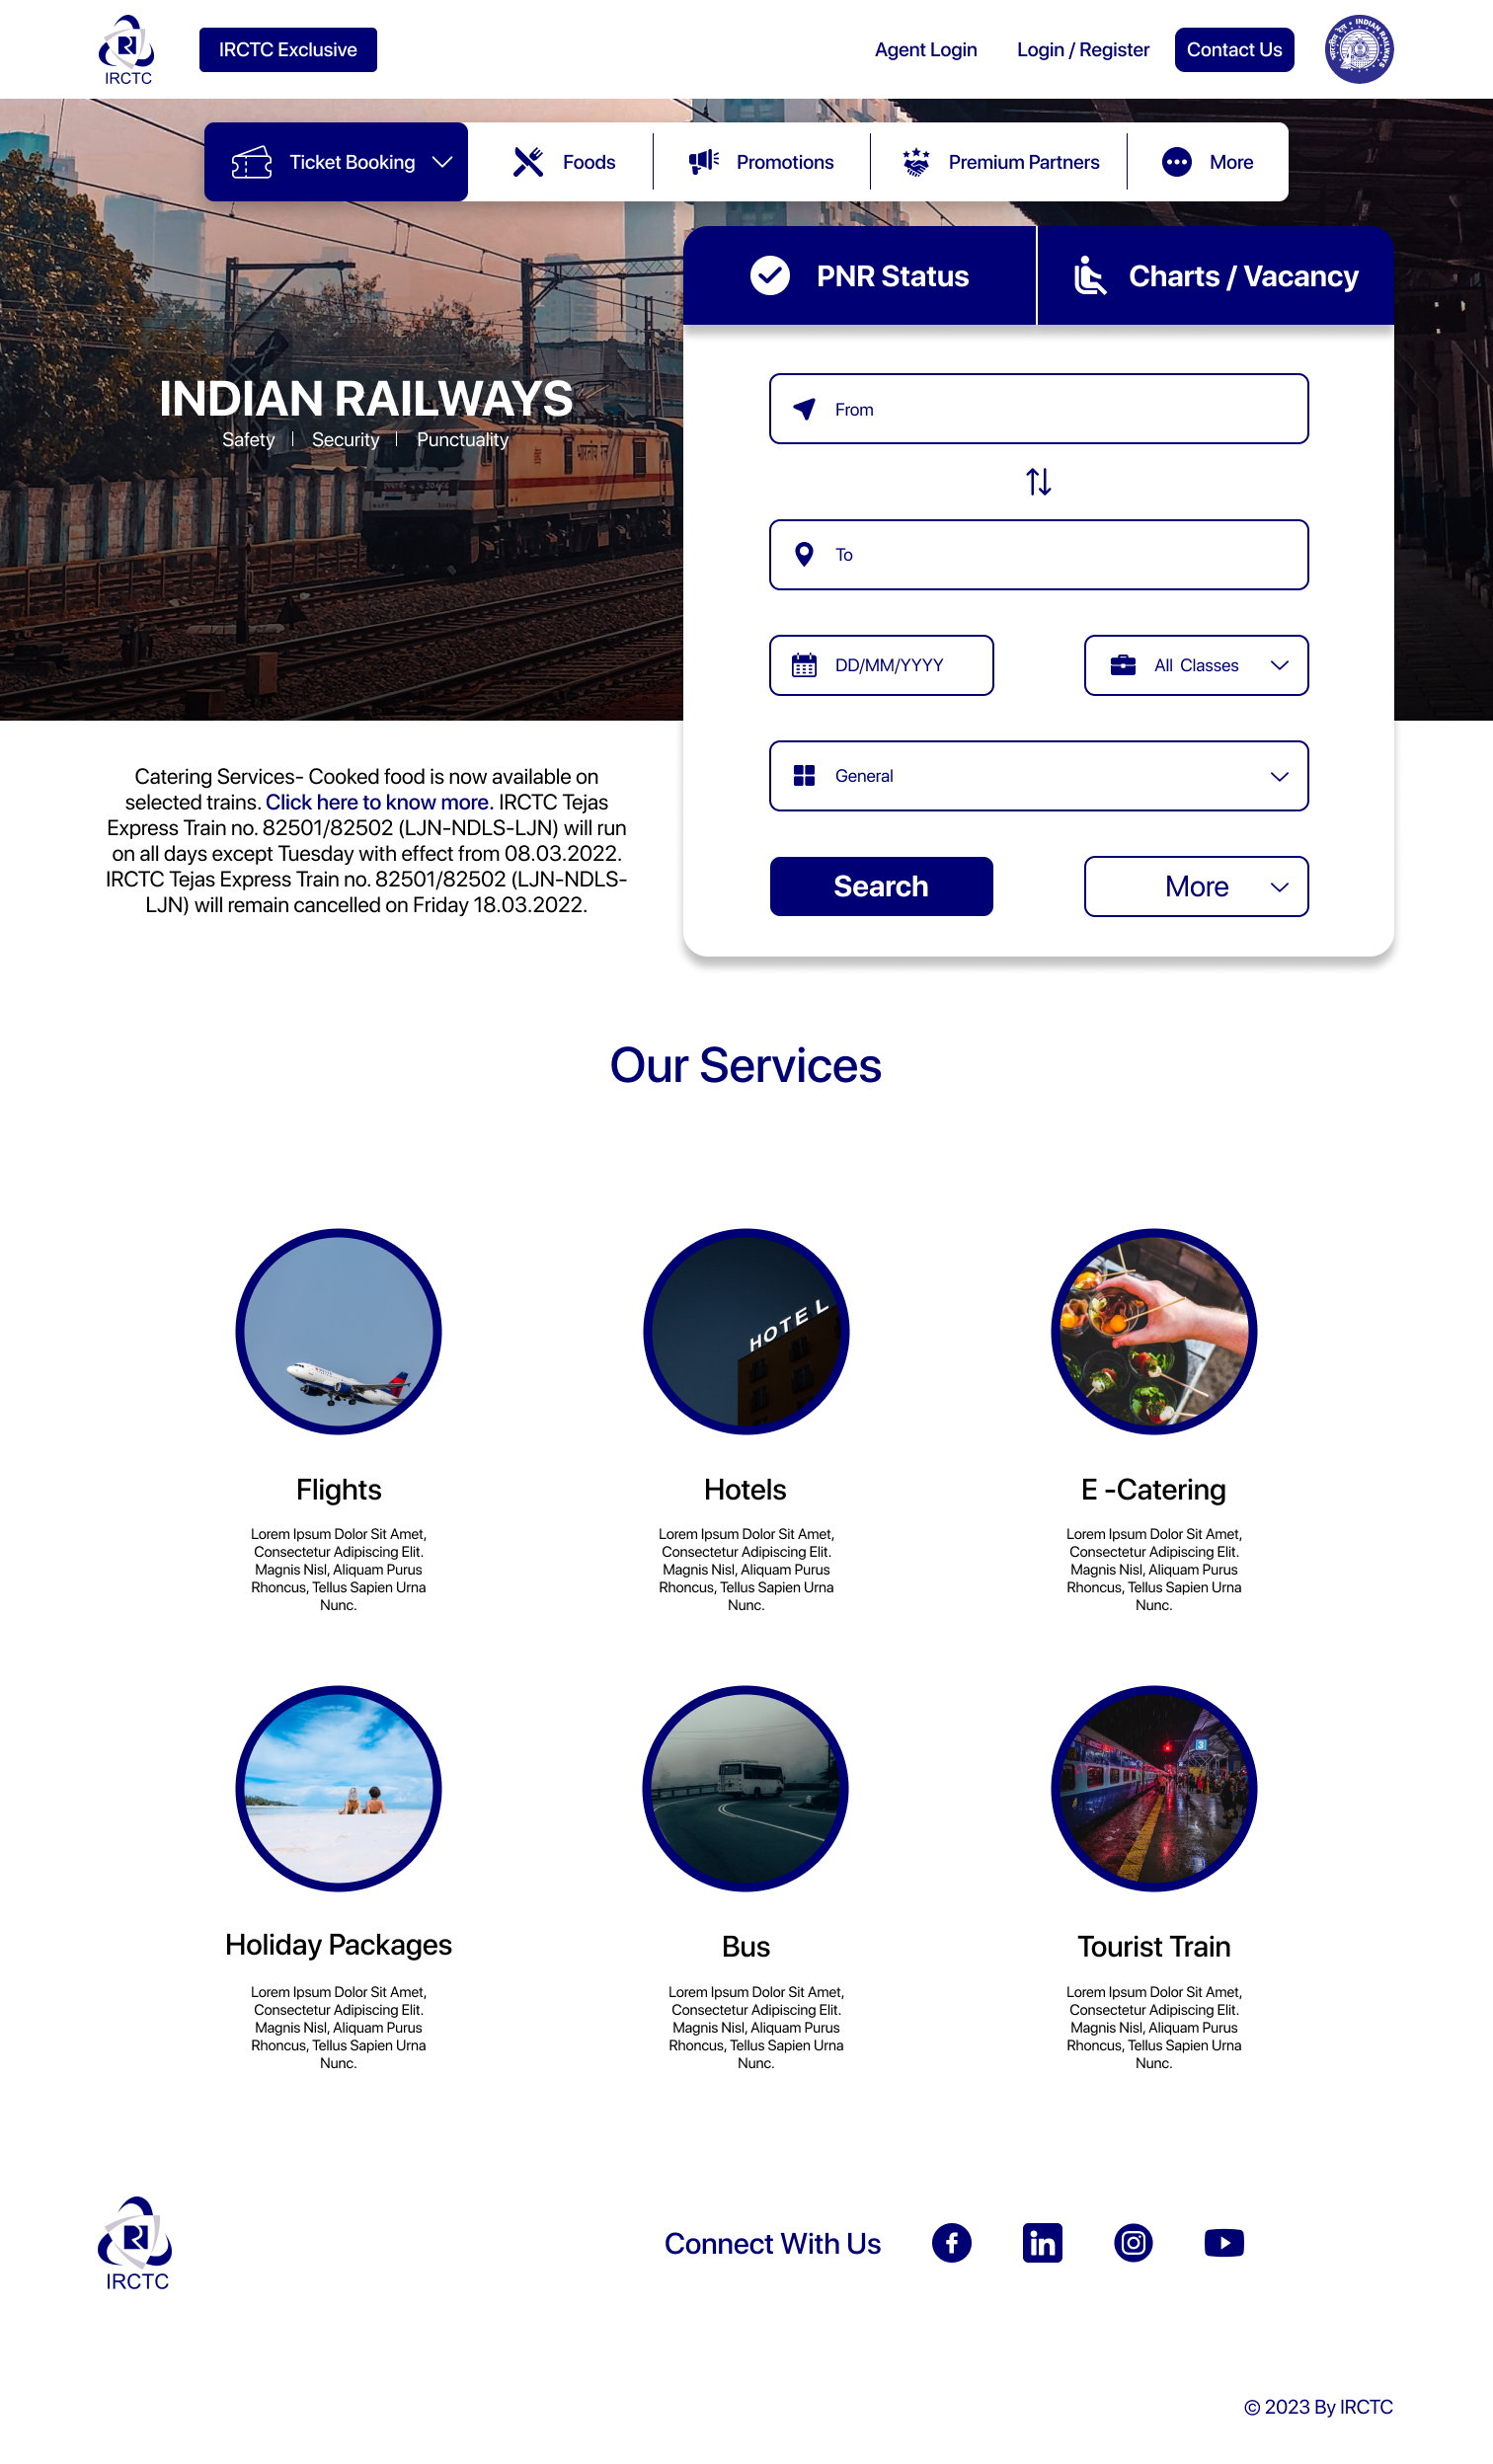 IRCTC
IRCTC Exclusive
Agent Login
Login / Register
Contact Us
INDIAN RAILWAYS
भारतीय रेल
Ticket Booking
Foods
Promotions
Premium Partners
More
PNR Status
Charts / Vacancy
INDIAN RAILWAYS
Safety | Security | Punctuality
भारतीय रेल
From
To
DD/MM/YYYY
All Classes
General
Search
More
Catering Services- Cooked food is now available on
selected trains. Click here to know more. IRCTC Tejas
Express Train no. 82501/82502 (LJN-NDLS-LJN) will run
on all days except Tuesday with effect from 08.03.2022.
IRCTC Tejas Express Train no. 82501/82502 (LJN-NDLS-
LJN) will remain cancelled on Friday 18.03.2022.
Our Services
HOTEL
Flights
Lorem Ipsum Dolor Sit Amet,
Consectetur Adipiscing Elit.
Magnis Nisl, Aliquam Purus
Rhoncus, Tellus Sapien Urna
Nunc.
Hotels
Lorem Ipsum Dolor Sit Amet,
Consectetur Adipiscing Elit.
Magnis Nisl, Aliquam Purus
Rhoncus, Tellus Sapien Urna
Nunc.
E -Catering
Lorem Ipsum Dolor Sit Amet,
Consectetur Adipiscing Elit.
Magnis Nisl, Aliquam Purus
Rhoncus, Tellus Sapien Urna
Nunc.
3
Holiday Packages
Lorem Ipsum Dolor Sit Amet,
Consectetur Adipiscing Elit.
Magnis Nisl, Aliquam Purus
Rhoncus, Tellus Sapien Urna
Nunc.
Bus
Lorem Ipsum Dolor Sit Amet,
Consectetur Adipiscing Elit.
Magnis Nisl, Aliquam Purus
Rhoncus, Tellus Sapien Urna
Nunc.
Tourist Train
Lorem Ipsum Dolor Sit Amet,
Consectetur Adipiscing Elit.
Magnis Nisl, Aliquam Purus
Rhoncus, Tellus Sapien Urna
Nunc.
IRCTC
Connect With Us
© 2023 By IRCTC